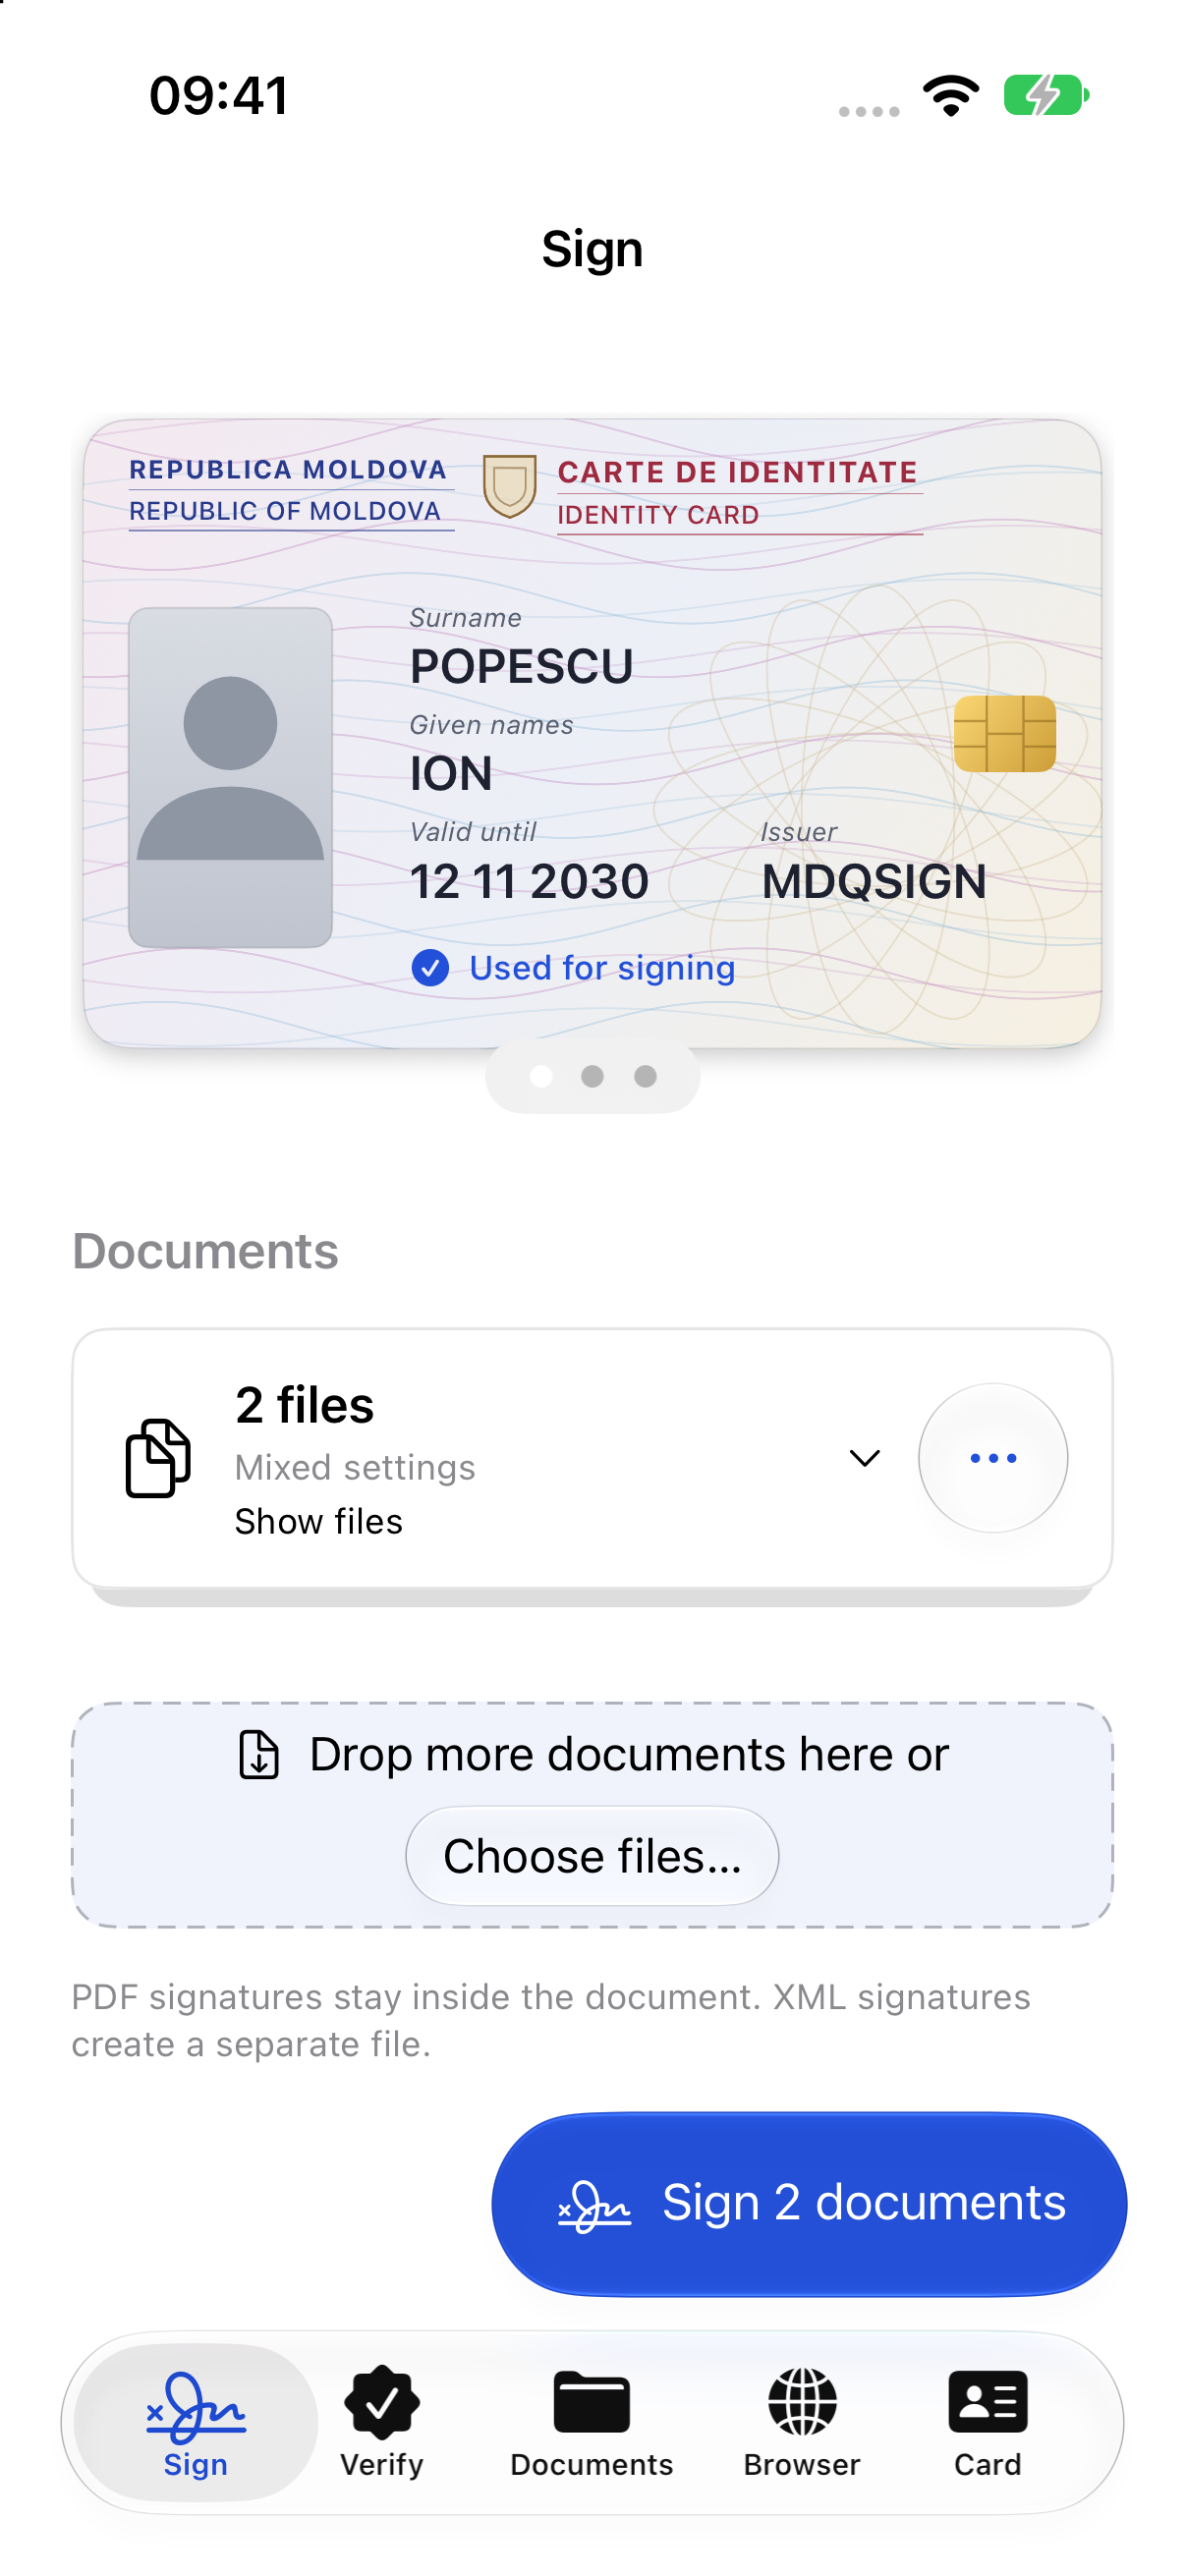 09:41
Sign
REPUBLICA MOLDOVA
REPUBLIC OF MOLDOVA
CARTE DE IDENTITATE
IDENTITY CARD
Surname
POPESCU
Given names
ION
Valid until
12 11 2030
Issuer
MDQSIGN
Used for signing
Documents
2 files
Mixed settings
Show files
Drop more documents here or
Choose files...
PDF signatures stay inside the document. XML signatures
create a separate file.
Sign 2 documents
Sign
Verify
Documents
Browser
Card